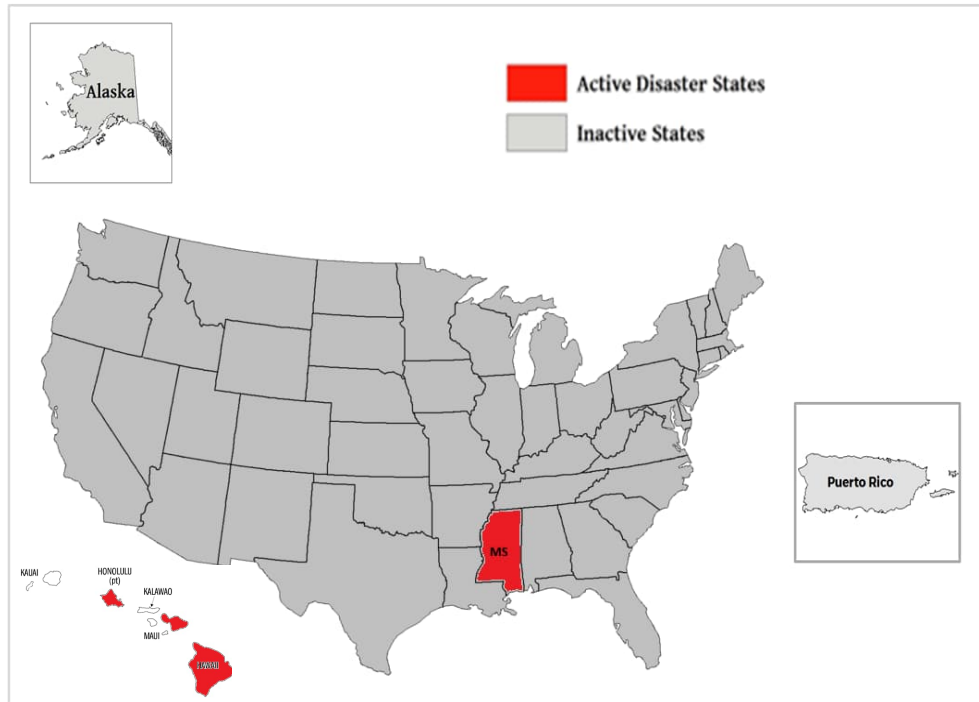 Alaska
Active Disaster States
Inactive States
MS
Puerto Rico
KAUAI
HONOLULU
(pt)
KALAWAO
MAUI
HAWAII